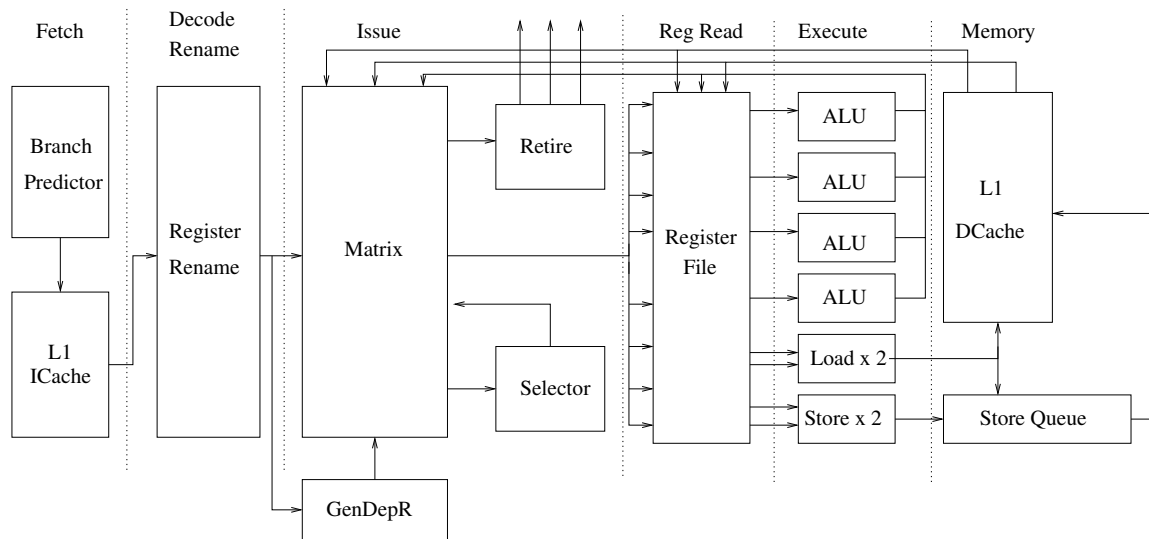 Fetch
Decode
Rename
Issue
Reg Read
Execute
Memory
Branch
Predictor
L1
ICache
Register
Rename
Matrix
Retire
Selector
GenDepR
Register
File
ALU
ALU
ALU
ALU
Load x 2
Store x 2
L1
DCache
Store Queue